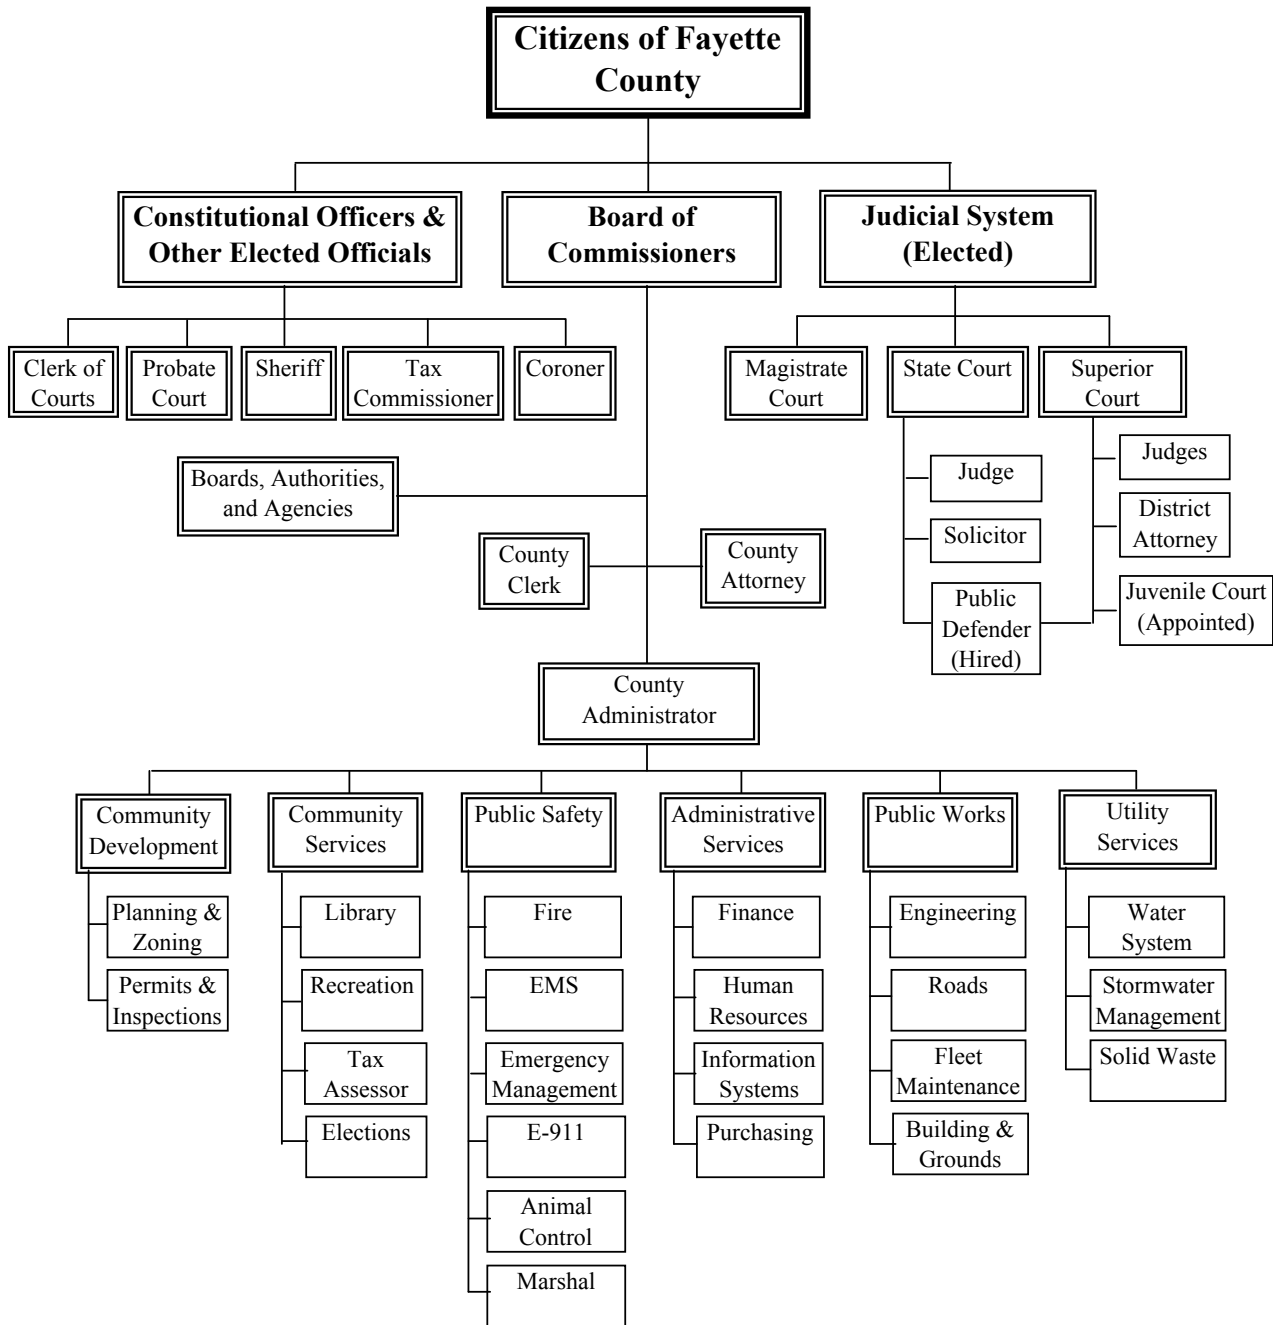 Citizens of Fayette
County
Constitutional Officers &
Other Elected Officials
Board of
Commissioners
Judicial System
(Elected)
Clerk of
Courts
Probate
Court
Sheriff
Tax
Commissioner
Coroner
Magistrate
Court
State Court
Superior
Court
Boards, Authorities,
and Agencies
Judge
Solicitor
Public
Defender
(Hired)
Judges
District
Attorney
Juvenile Court
(Appointed)
County
Clerk
County
Attorney
County
Administrator
Community
Development
Planning &
Zoning
Permits &
Inspections
Community
Services
Library
Recreation
Tax
Assessor
Elections
Public Safety
Fire
EMS
Emergency
Management
E-911
Animal
Control
Marshal
Administrative
Services
Finance
Human
Resources
Information
Systems
Purchasing
Public Works
Engineering
Roads
Fleet
Maintenance
Building &
Grounds
Utility
Services
Water
System
Stormwater
Management
Solid Waste